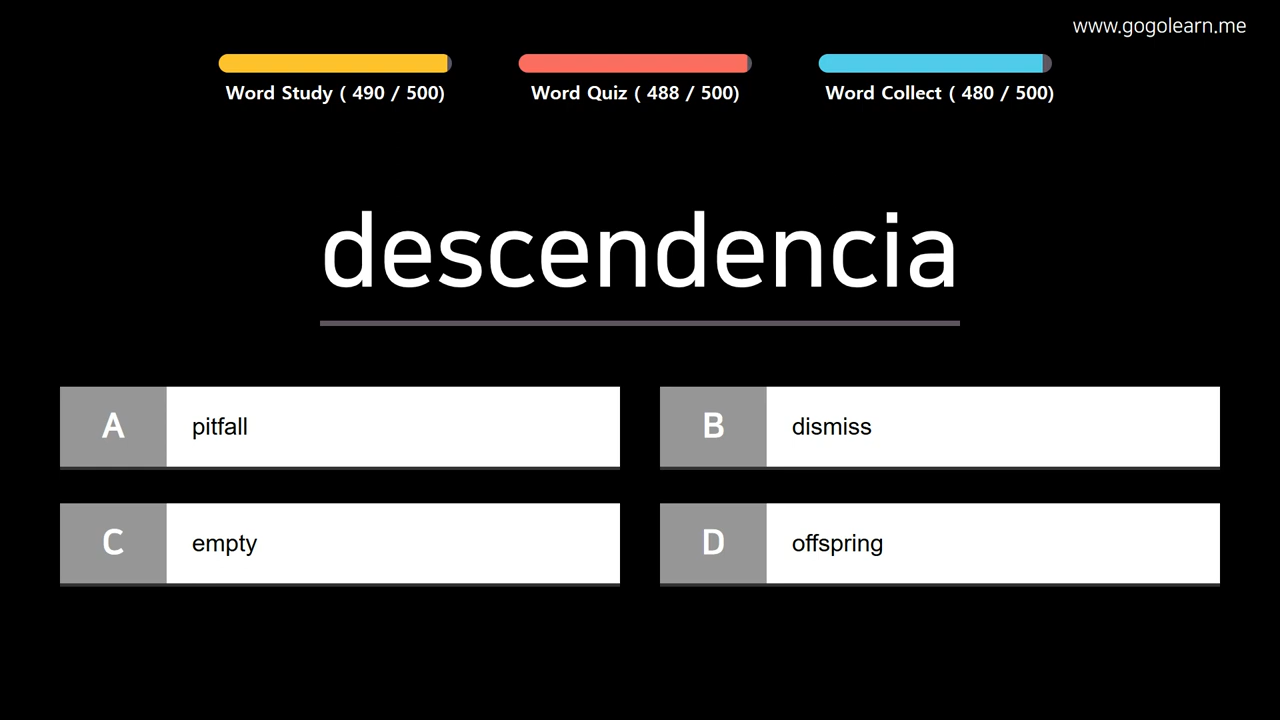 www.gogolearn.me
Word Study ( 490 / 500)
Word Quiz ( 488 / 500)
Word Collect ( 480 / 500)
descendencia
A pitfall
B dismiss
C empty
D offspring